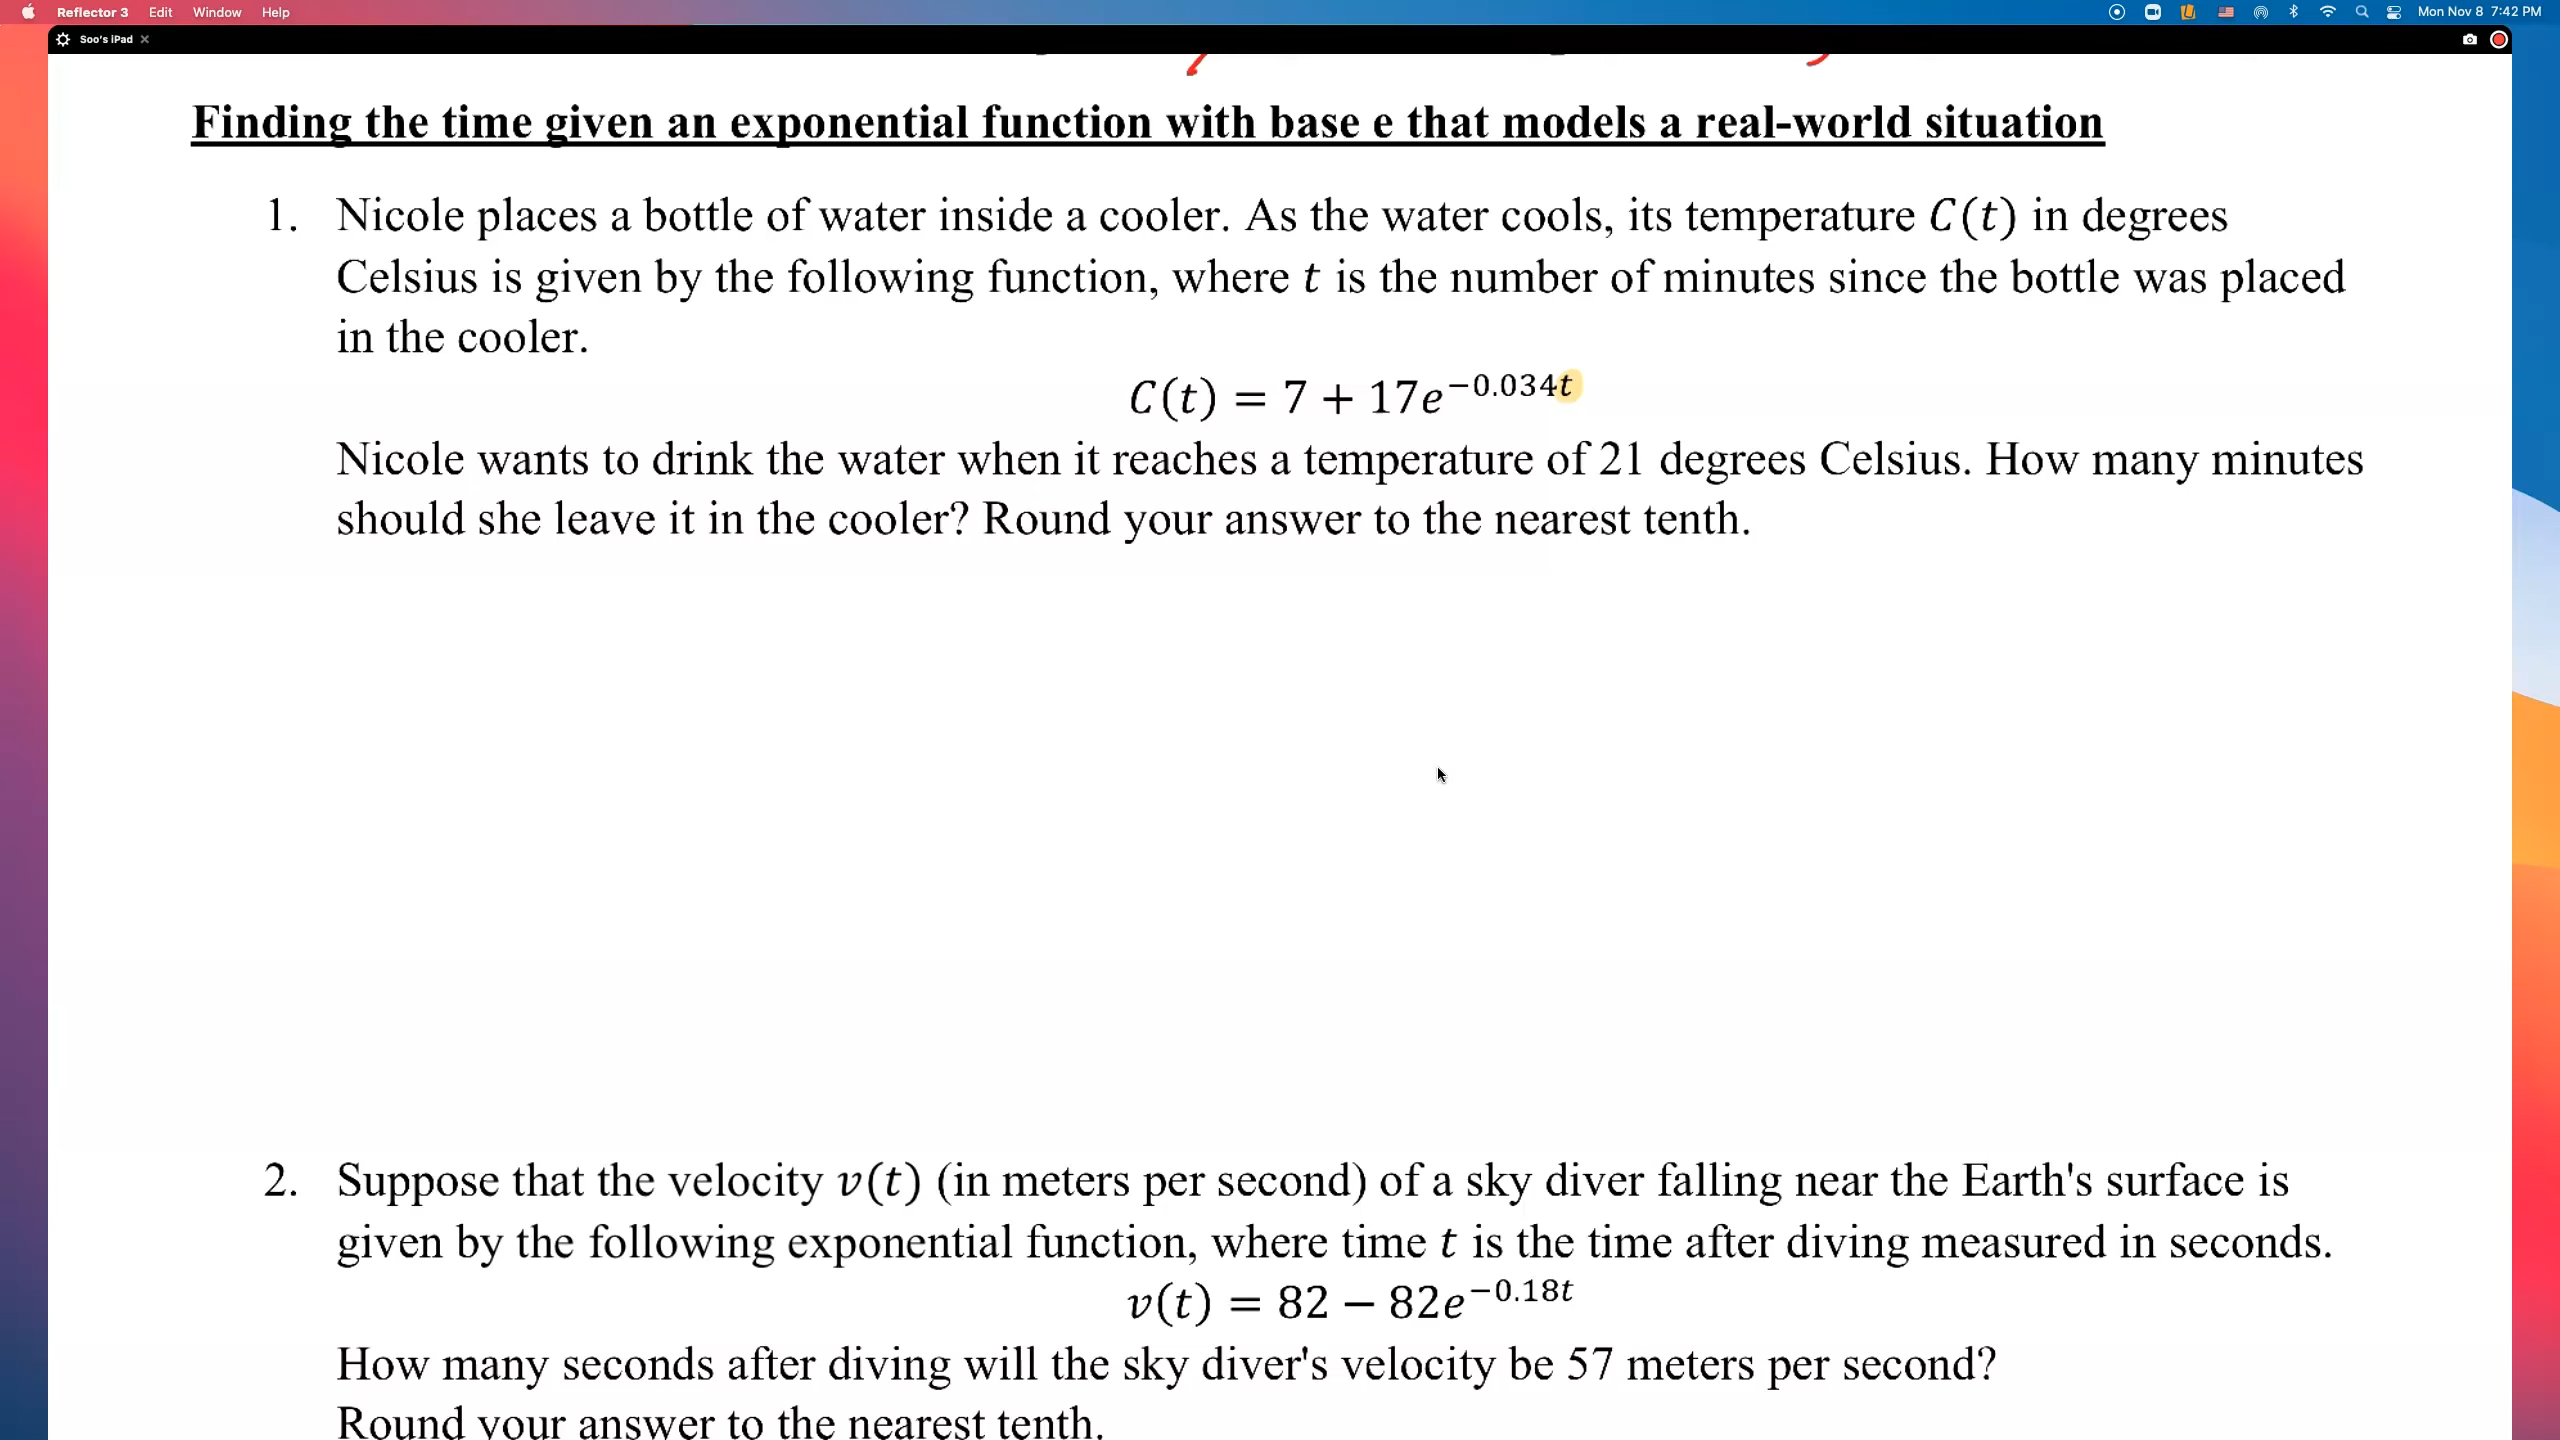 Reflector 3 Edit Window Help Mon Nov 8 7:42 PM
Soo's iPad
Finding the time given an exponential function with base e that models a real-world situation
1. Nicole places a bottle of water inside a cooler. As the water cools, its temperature C(t) in degrees
Celsius is given by the following function, where t is the number of minutes since the bottle was placed
in the cooler.
C(t) = 7 + 17e^{−0.034t}
Nicole wants to drink the water when it reaches a temperature of 21 degrees Celsius. How many minutes
should she leave it in the cooler? Round your answer to the nearest tenth.
2. Suppose that the velocity v(t) (in meters per second) of a sky diver falling near the Earth's surface is
given by the following exponential function, where time t is the time after diving measured in seconds.
v(t) = 82 − 82e^{−0.18t}
How many seconds after diving will the sky diver's velocity be 57 meters per second?
Round your answer to the nearest tenth.